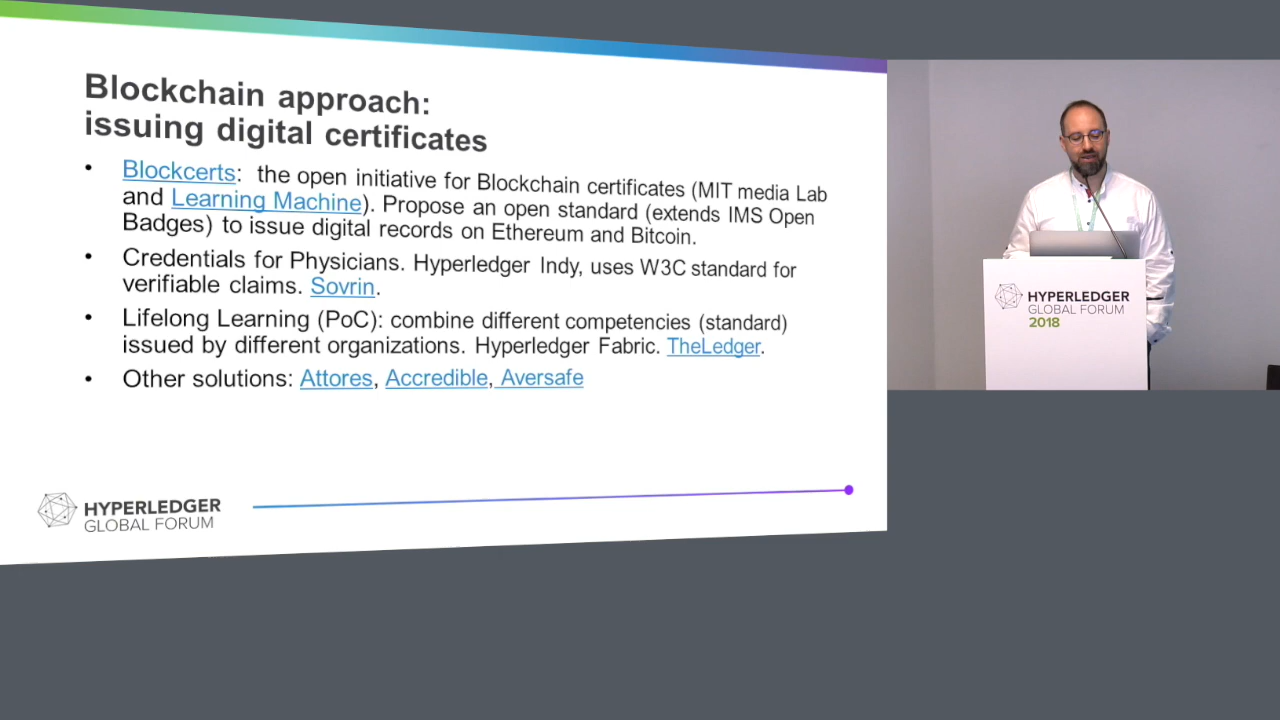 Blockchain approach:
issuing digital certificates
• Blockcerts: the open initiative for Blockchain certificates (MIT media Lab
and Learning Machine). Propose an open standard (extends IMS Open
Badges) to issue digital records on Ethereum and Bitcoin.
• Credentials for Physicians. Hyperledger Indy, uses W3C standard for
verifiable claims. Sovrin.
• Lifelong Learning (PoC): combine different competencies (standard)
issued by different organizations. Hyperledger Fabric. TheLedger.
• Other solutions: Attores, Accredible, Aversafe
HYPERLEDGER
GLOBAL FORUM
HYPERLEDGER
GLOBAL FORUM
2018